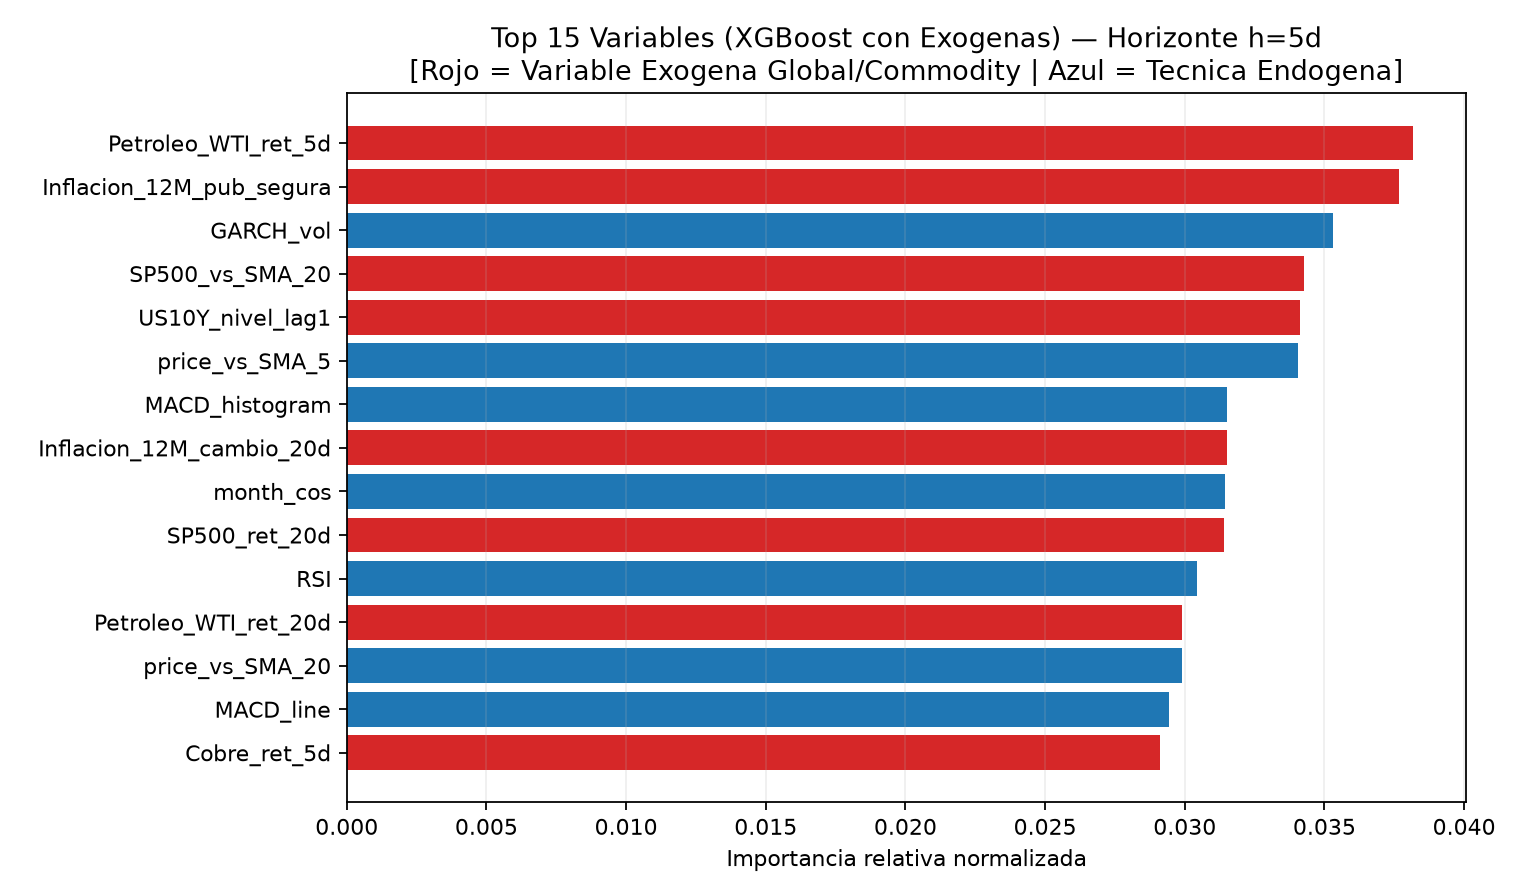 Top 15 Variables (XGBoost con Exogenas) — Horizonte h=5d
[Rojo = Variable Exogena Global/Commodity | Azul = Tecnica Endogena]
Petroleo_WTI_ret_5d
Inflacion_12M_pub_segura
GARCH_vol
SP500_vs_SMA_20
US10Y_nivel_lag1
price_vs_SMA_5
MACD_histogram
Inflacion_12M_cambio_20d
month_cos
SP500_ret_20d
RSI
Petroleo_WTI_ret_20d
price_vs_SMA_20
MACD_line
Cobre_ret_5d
0.000 0.005 0.010 0.015 0.020 0.025 0.030 0.035 0.040
Importancia relativa normalizada